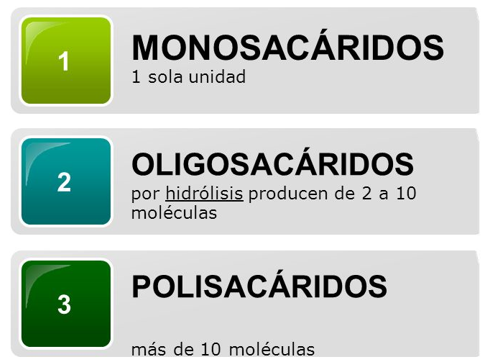 1
MONOSACÁRIDOS
1 sola unidad
2
OLIGOSACÁRIDOS
por hidrólisis producen de 2 a 10
moléculas
3
POLISACÁRIDOS
más de 10 moléculas